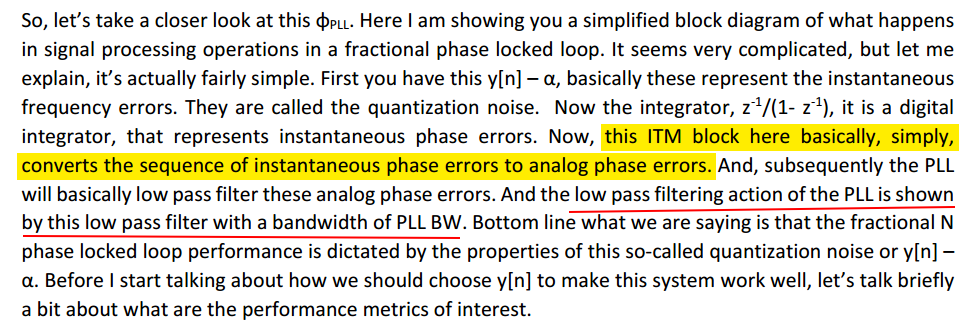 So, let's take a closer look at this ϕPLL. Here I am showing you a simplified block diagram of what happens
in signal processing operations in a fractional phase locked loop. It seems very complicated, but let me
explain, it's actually fairly simple. First you have this y[n] – α, basically these represent the instantaneous
frequency errors. They are called the quantization noise. Now the integrator, z⁻¹/(1- z⁻¹), it is a digital
integrator, that represents instantaneous phase errors. Now, this ITM block here basically, simply,
converts the sequence of instantaneous phase errors to analog phase errors. And, subsequently the PLL
will basically low pass filter these analog phase errors. And the low pass filtering action of the PLL is shown
by this low pass filter with a bandwidth of PLL BW. Bottom line what we are saying is that the fractional N
phase locked loop performance is dictated by the properties of this so-called quantization noise or y[n] –
α. Before I start talking about how we should choose y[n] to make this system work well, let's talk briefly
a bit about what are the performance metrics of interest.